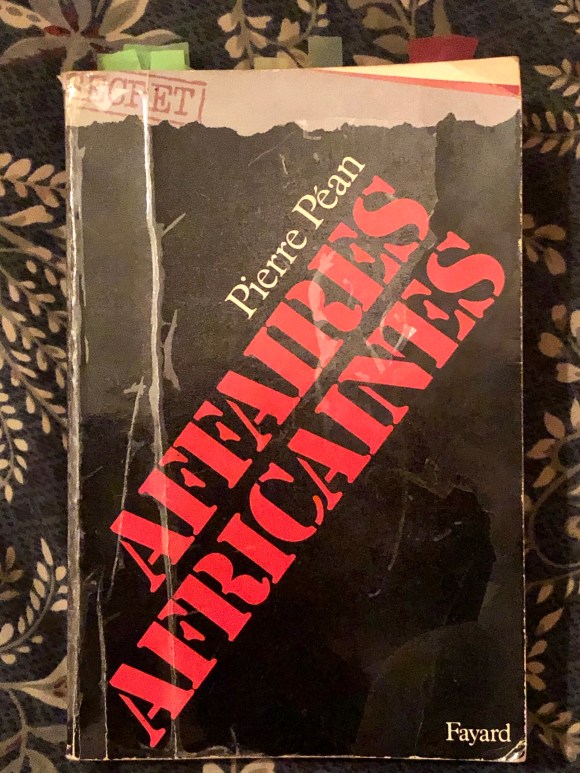 SECRET
Pierre Péan
AFFAIRES
AFRICAINES
Fayard